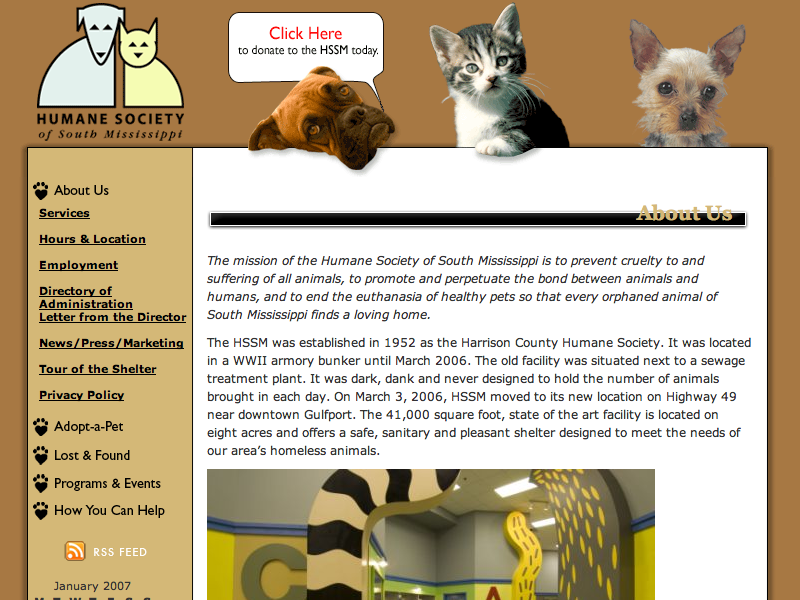 Click Here
to donate to the HSSM today.
HUMANE SOCIETY
of South Mississippi
About Us
Services
Hours & Location
Employment
Directory of
Administration
Letter from the Director
News/Press/Marketing
Tour of the Shelter
Privacy Policy
Adopt-a-Pet
Lost & Found
Programs & Events
How You Can Help
RSS FEED
January 2007
About Us
The mission of the Humane Society of South Mississippi is to prevent cruelty to and
suffering of all animals, to promote and perpetuate the bond between animals and
humans, and to end the euthanasia of healthy pets so that every orphaned animal of
South Mississippi finds a loving home.
The HSSM was established in 1952 as the Harrison County Humane Society. It was located
in a WWII armory bunker until March 2006. The old facility was situated next to a sewage
treatment plant. It was dark, dank and never designed to hold the number of animals
brought in each day. On March 3, 2006, HSSM moved to its new location on Highway 49
near downtown Gulfport. The 41,000 square foot, state of the art facility is located on
eight acres and offers a safe, sanitary and pleasant shelter designed to meet the needs of
our area's homeless animals.
C
A